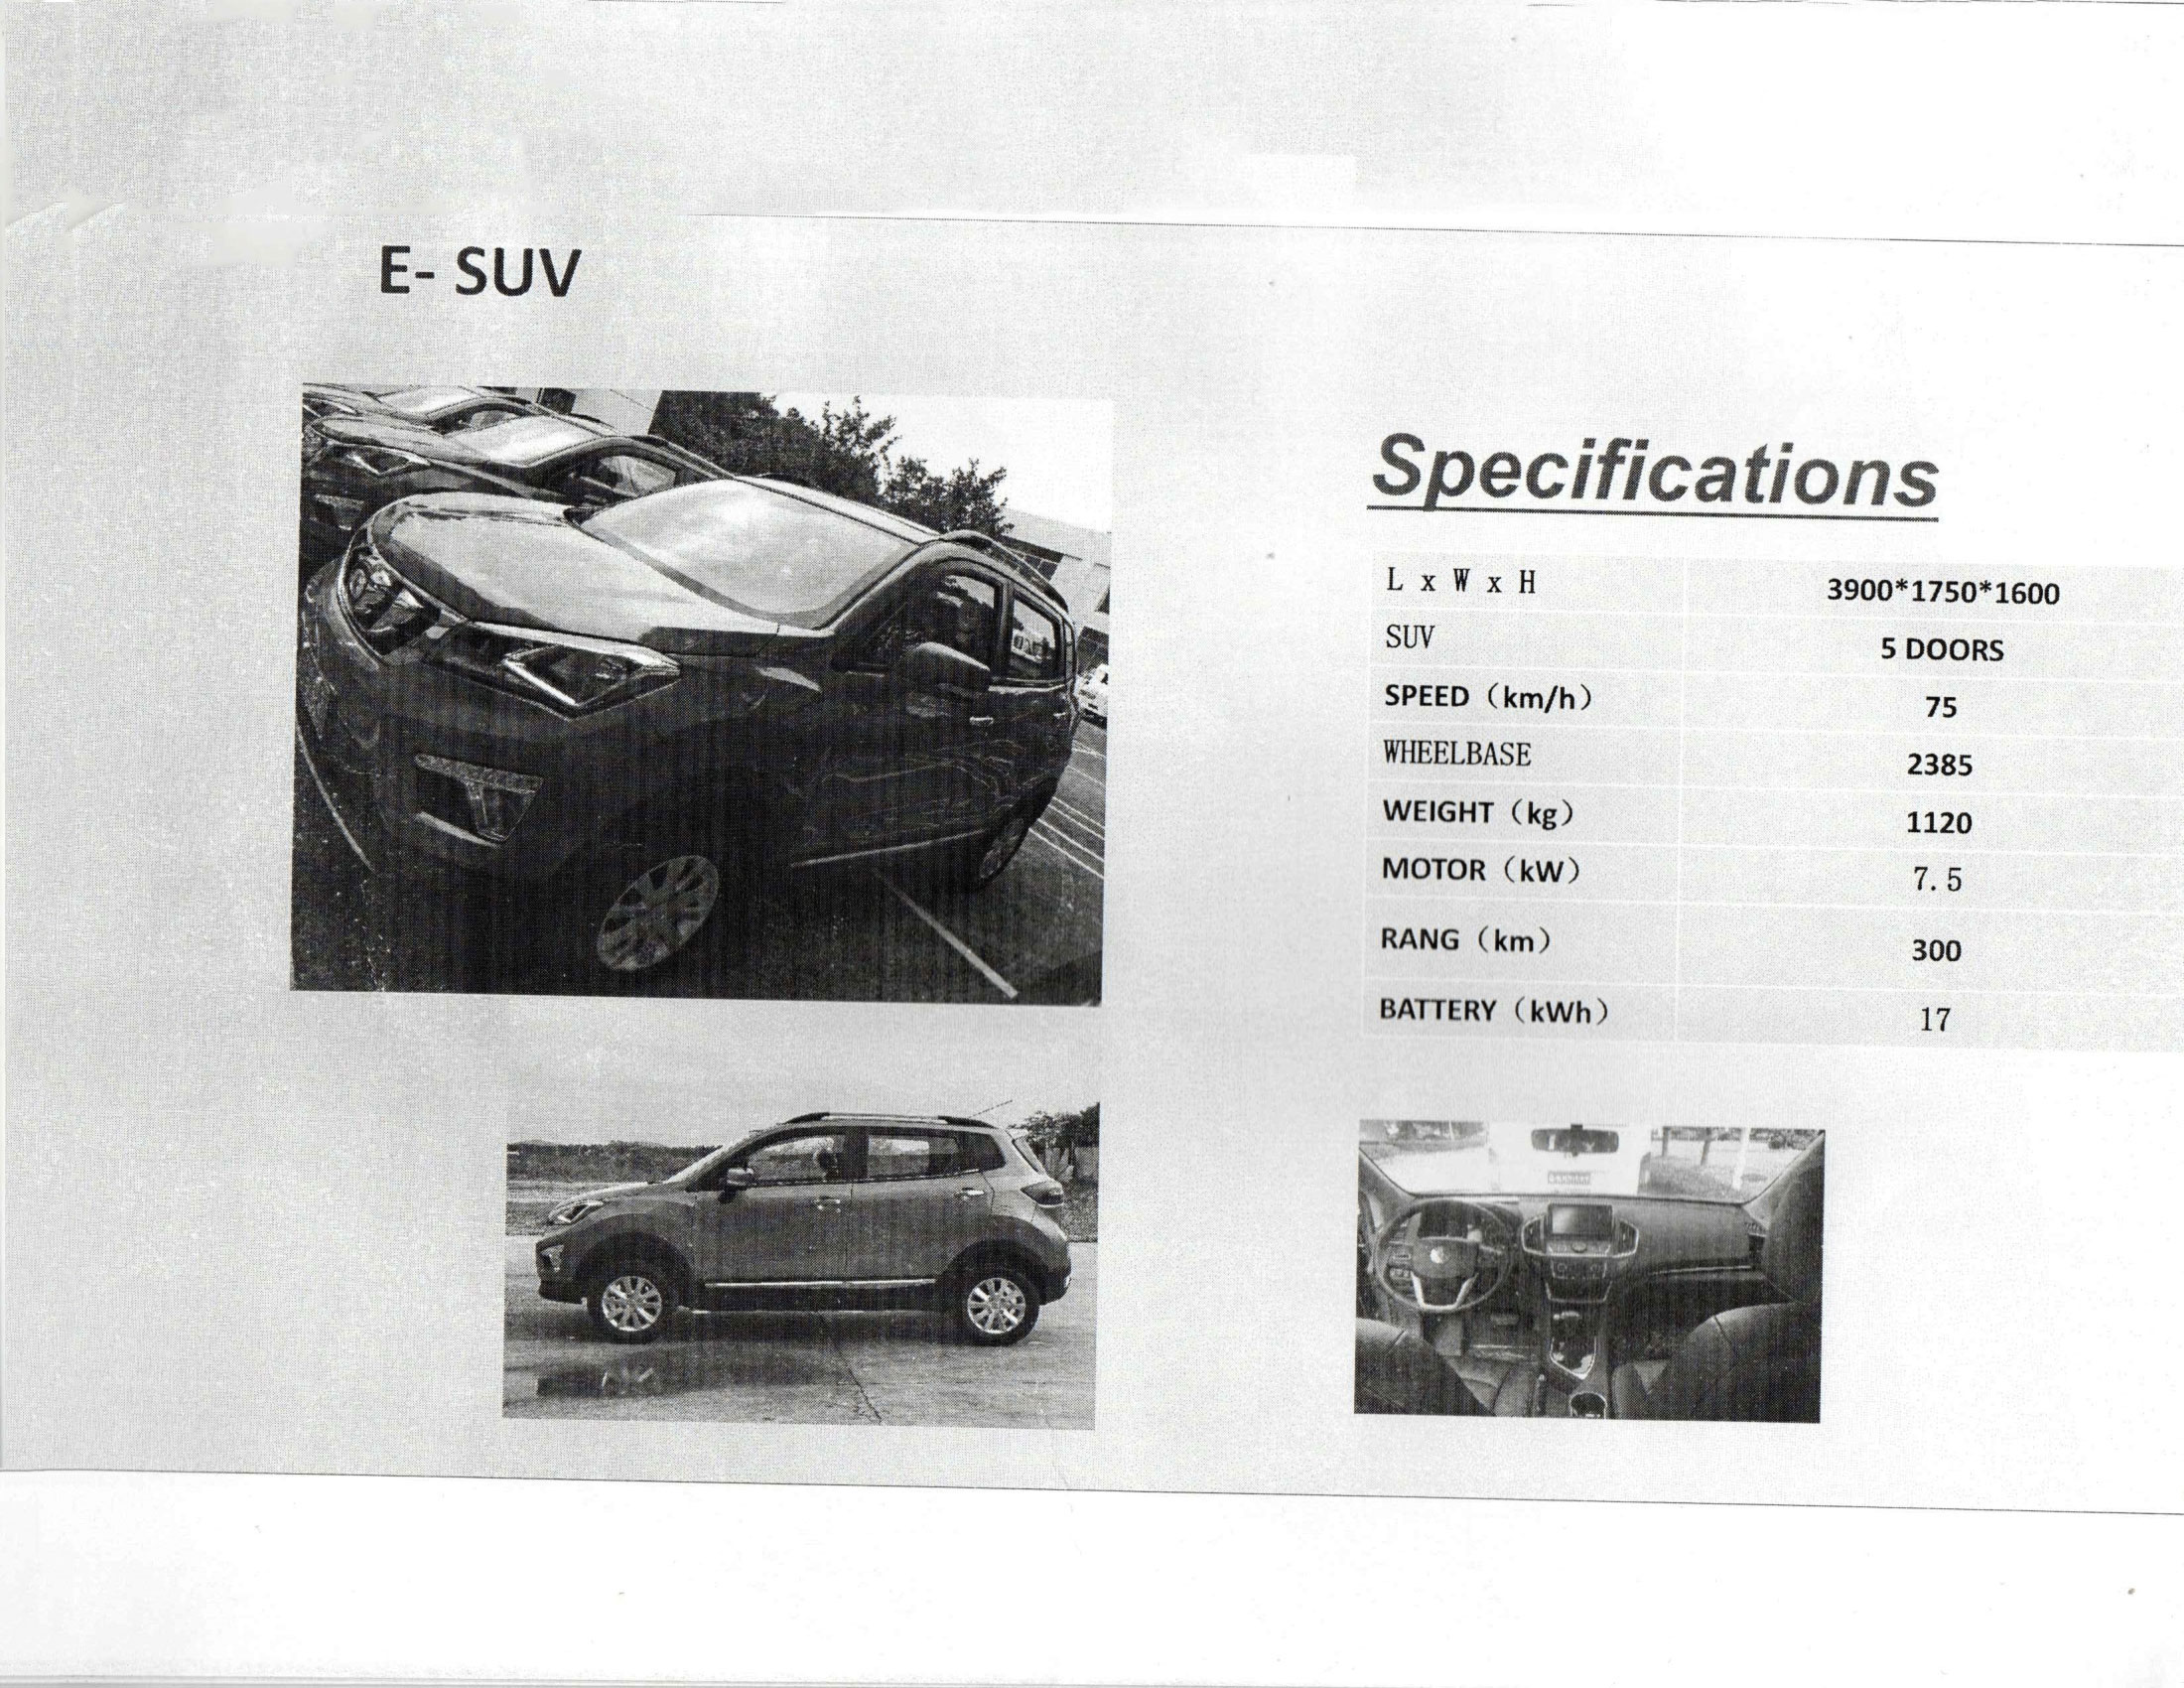 E- SUV
Specifications
L x W x H 3900*1750*1600
SUV 5 DOORS
SPEED（km/h） 75
WHEELBASE 2385
WEIGHT（kg） 1120
MOTOR（kW） 7. 5
RANG（km） 300
BATTERY（kWh） 17